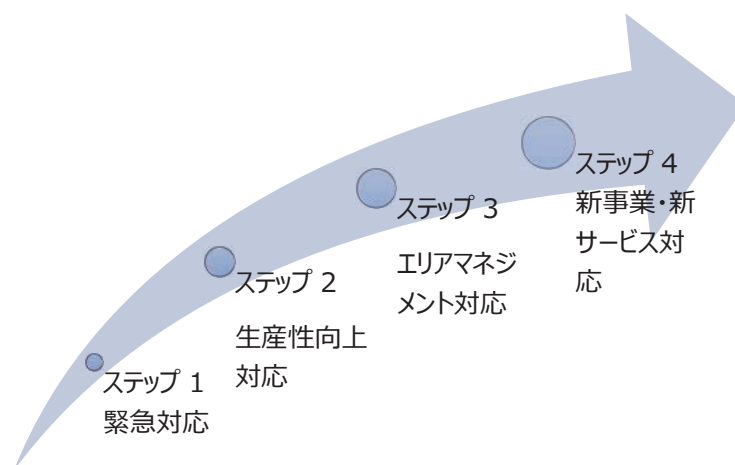 ステップ 1
緊急対応
ステップ 2
生産性向上
対応
ステップ 3
エリアマネジ
メント対応
ステップ 4
新事業・新
サービス対
応